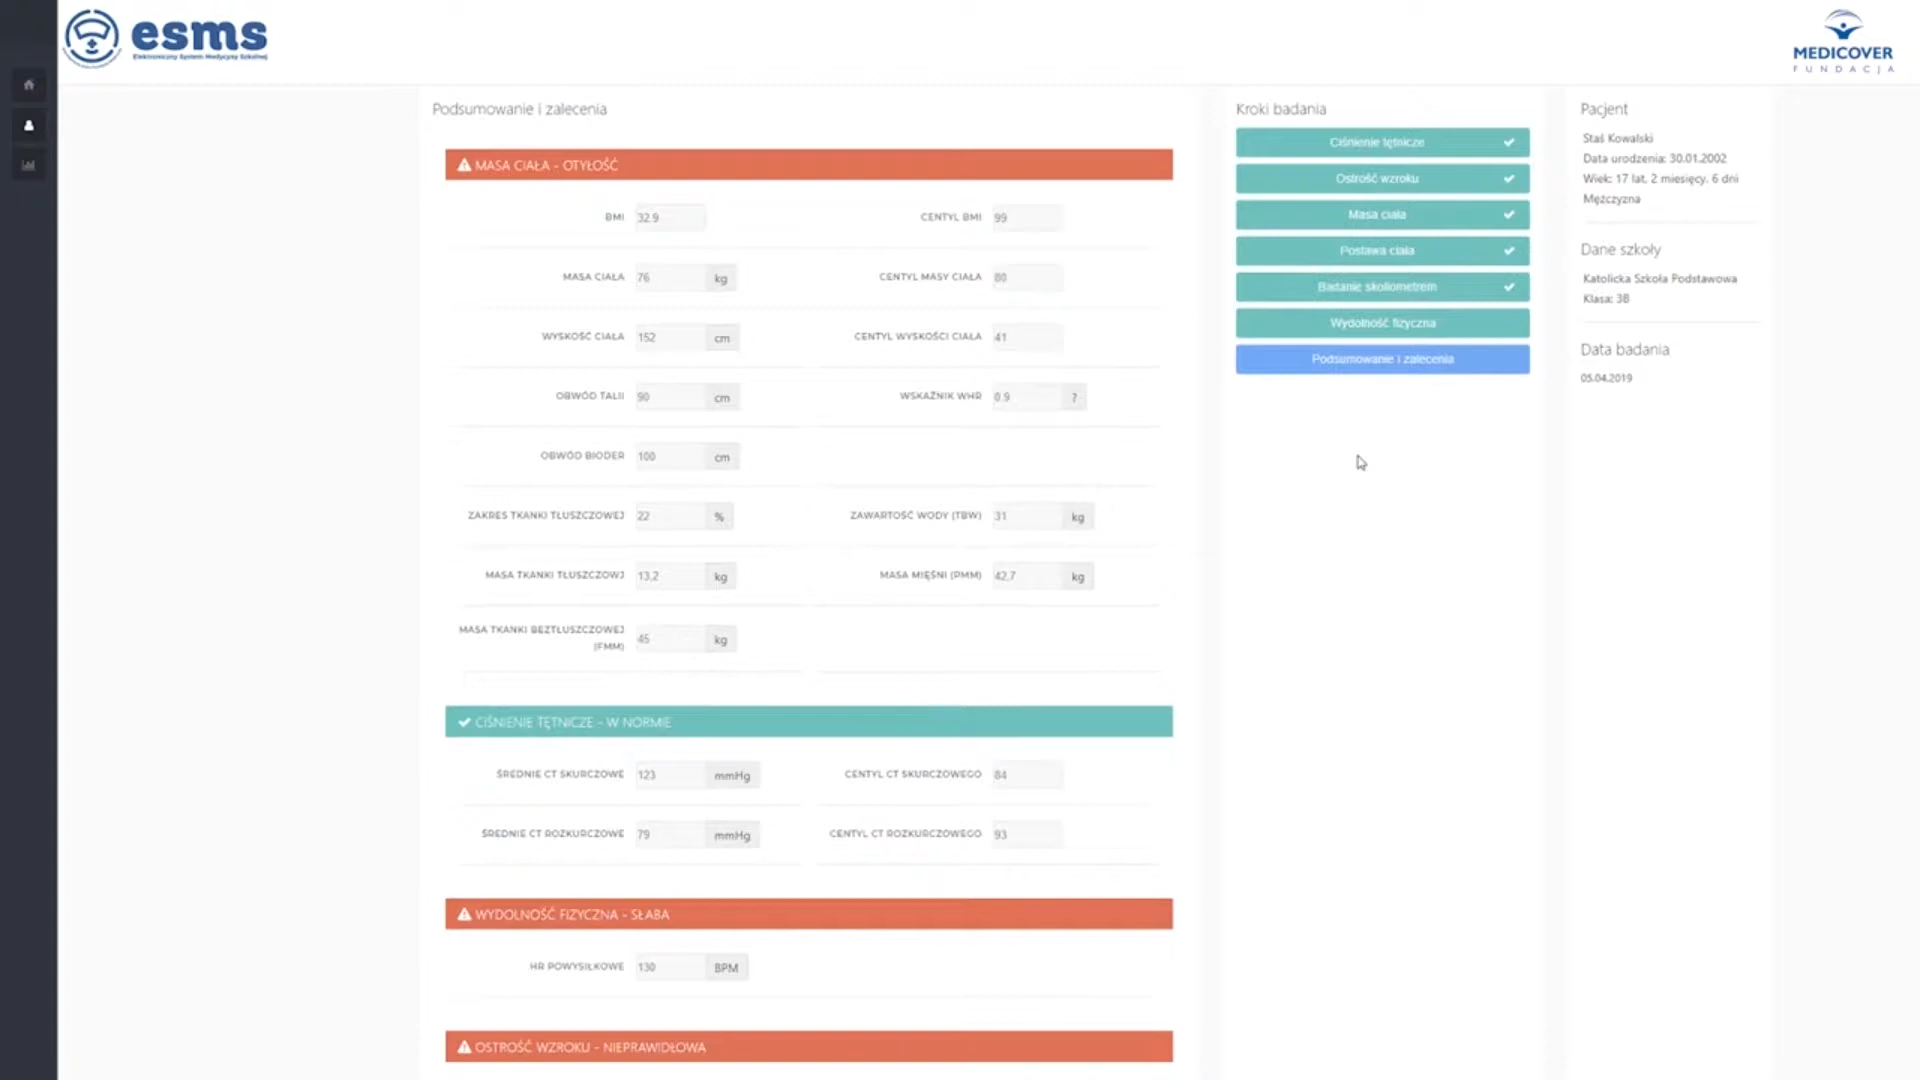 esms
Elektroniczny System Medycyny Szkolnej
MEDICOVER
FUNDACJA
Podsumowanie i zalecenia
MASA CIAŁA - OTYŁOŚĆ
BMI 32.9 CENTYL BMI 99
MASA CIAŁA 76 kg CENTYL MASY CIAŁA 80
WYSKOŚĆ CIAŁA 152 cm CENTYL WYSKOŚCI CIAŁA 41
OBWÓD TALII 90 cm WSKAŹNIK WHR 0.9 ?
OBWÓD BIODER 100 cm
ZAKRES TKANKI TŁUSZCZOWEJ 22 % ZAWARTOŚĆ WODY (TBW) 31 kg
MASA TKANKI TŁUSZCZOWJ 13,2 kg MASA MIĘŚNI (PMM) 42,7 kg
MASA TKANKI BEZTŁUSZCZOWEJ
(FMM) 45 kg
CIŚNIENIE TĘTNICZE - W NORMIE
ŚREDNIE CT SKURCZOWE 123 mmHg CENTYL CT SKURCZOWEGO 84
ŚREDNIE CT ROZKURCZOWE 79 mmHg CENTYL CT ROZKURCZOWEGO 93
WYDOLNOŚĆ FIZYCZNA - SŁABA
HR POWYSIŁKOWE 130 BPM
OSTROŚĆ WZROKU - NIEPRAWIDŁOWA
Kroki badania
Ciśnienie tętnicze
Ostrość wzroku
Masa ciała
Postawa ciała
Badanie skoliometrem
Wydolność fizyczna
Podsumowanie i zalecenia
Pacjent
Staś Kowalski
Data urodzenia: 30.01.2002
Wiek: 17 lat, 2 miesięcy, 6 dni
Mężczyzna
Dane szkoły
Katolicka Szkoła Podstawowa
Klasa: 3B
Data badania
05.04.2019